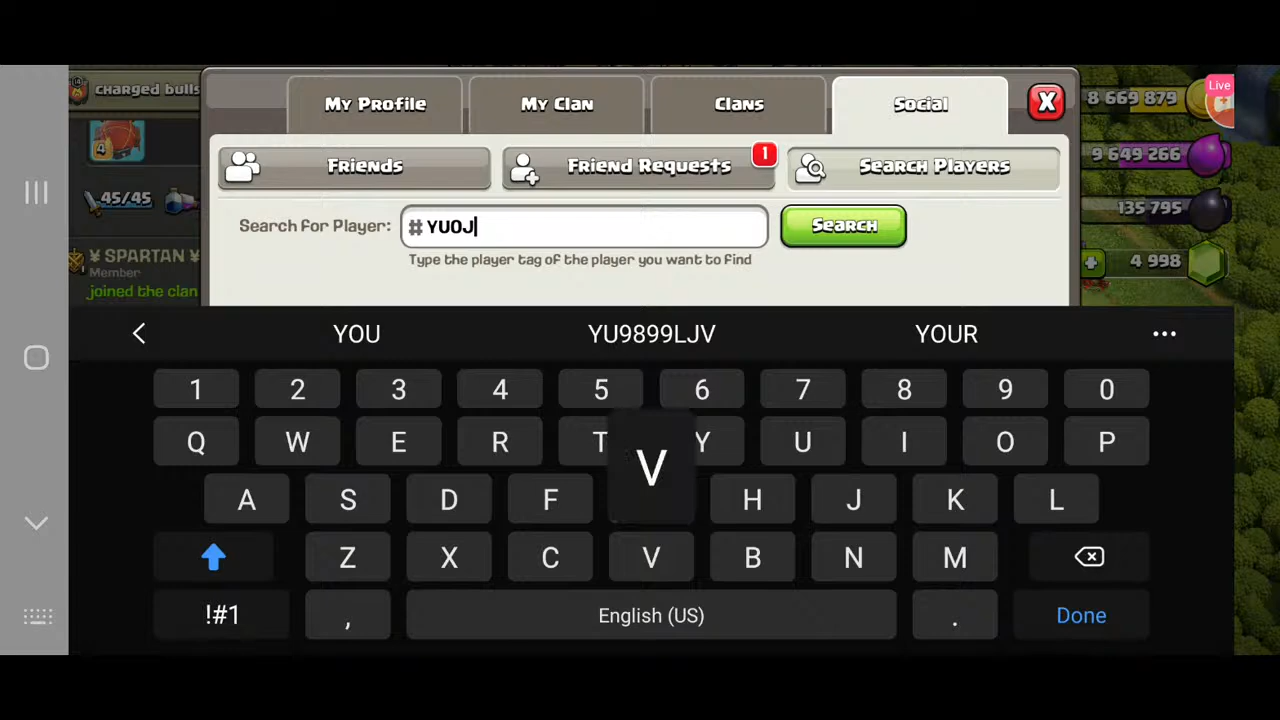 charged bulls
My Profile
My Clan
Clans
Social
X
Live
8 669 879
4
Friends
Friend Requests
1
Search Players
9 649 266
45/45
135 795
Search for Player:
# YU0J
Search
Type the player tag of the player you want to find
¥ SPARTAN ¥
Member
joined the clan
4 998
YOU
YU9899LJV
YOUR
1 2 3 4 5 6 7 8 9 0
Q W E R T Y U I O P
V
A S D F H J K L
Z X C V B N M
!#1
,
English (US)
.
Done